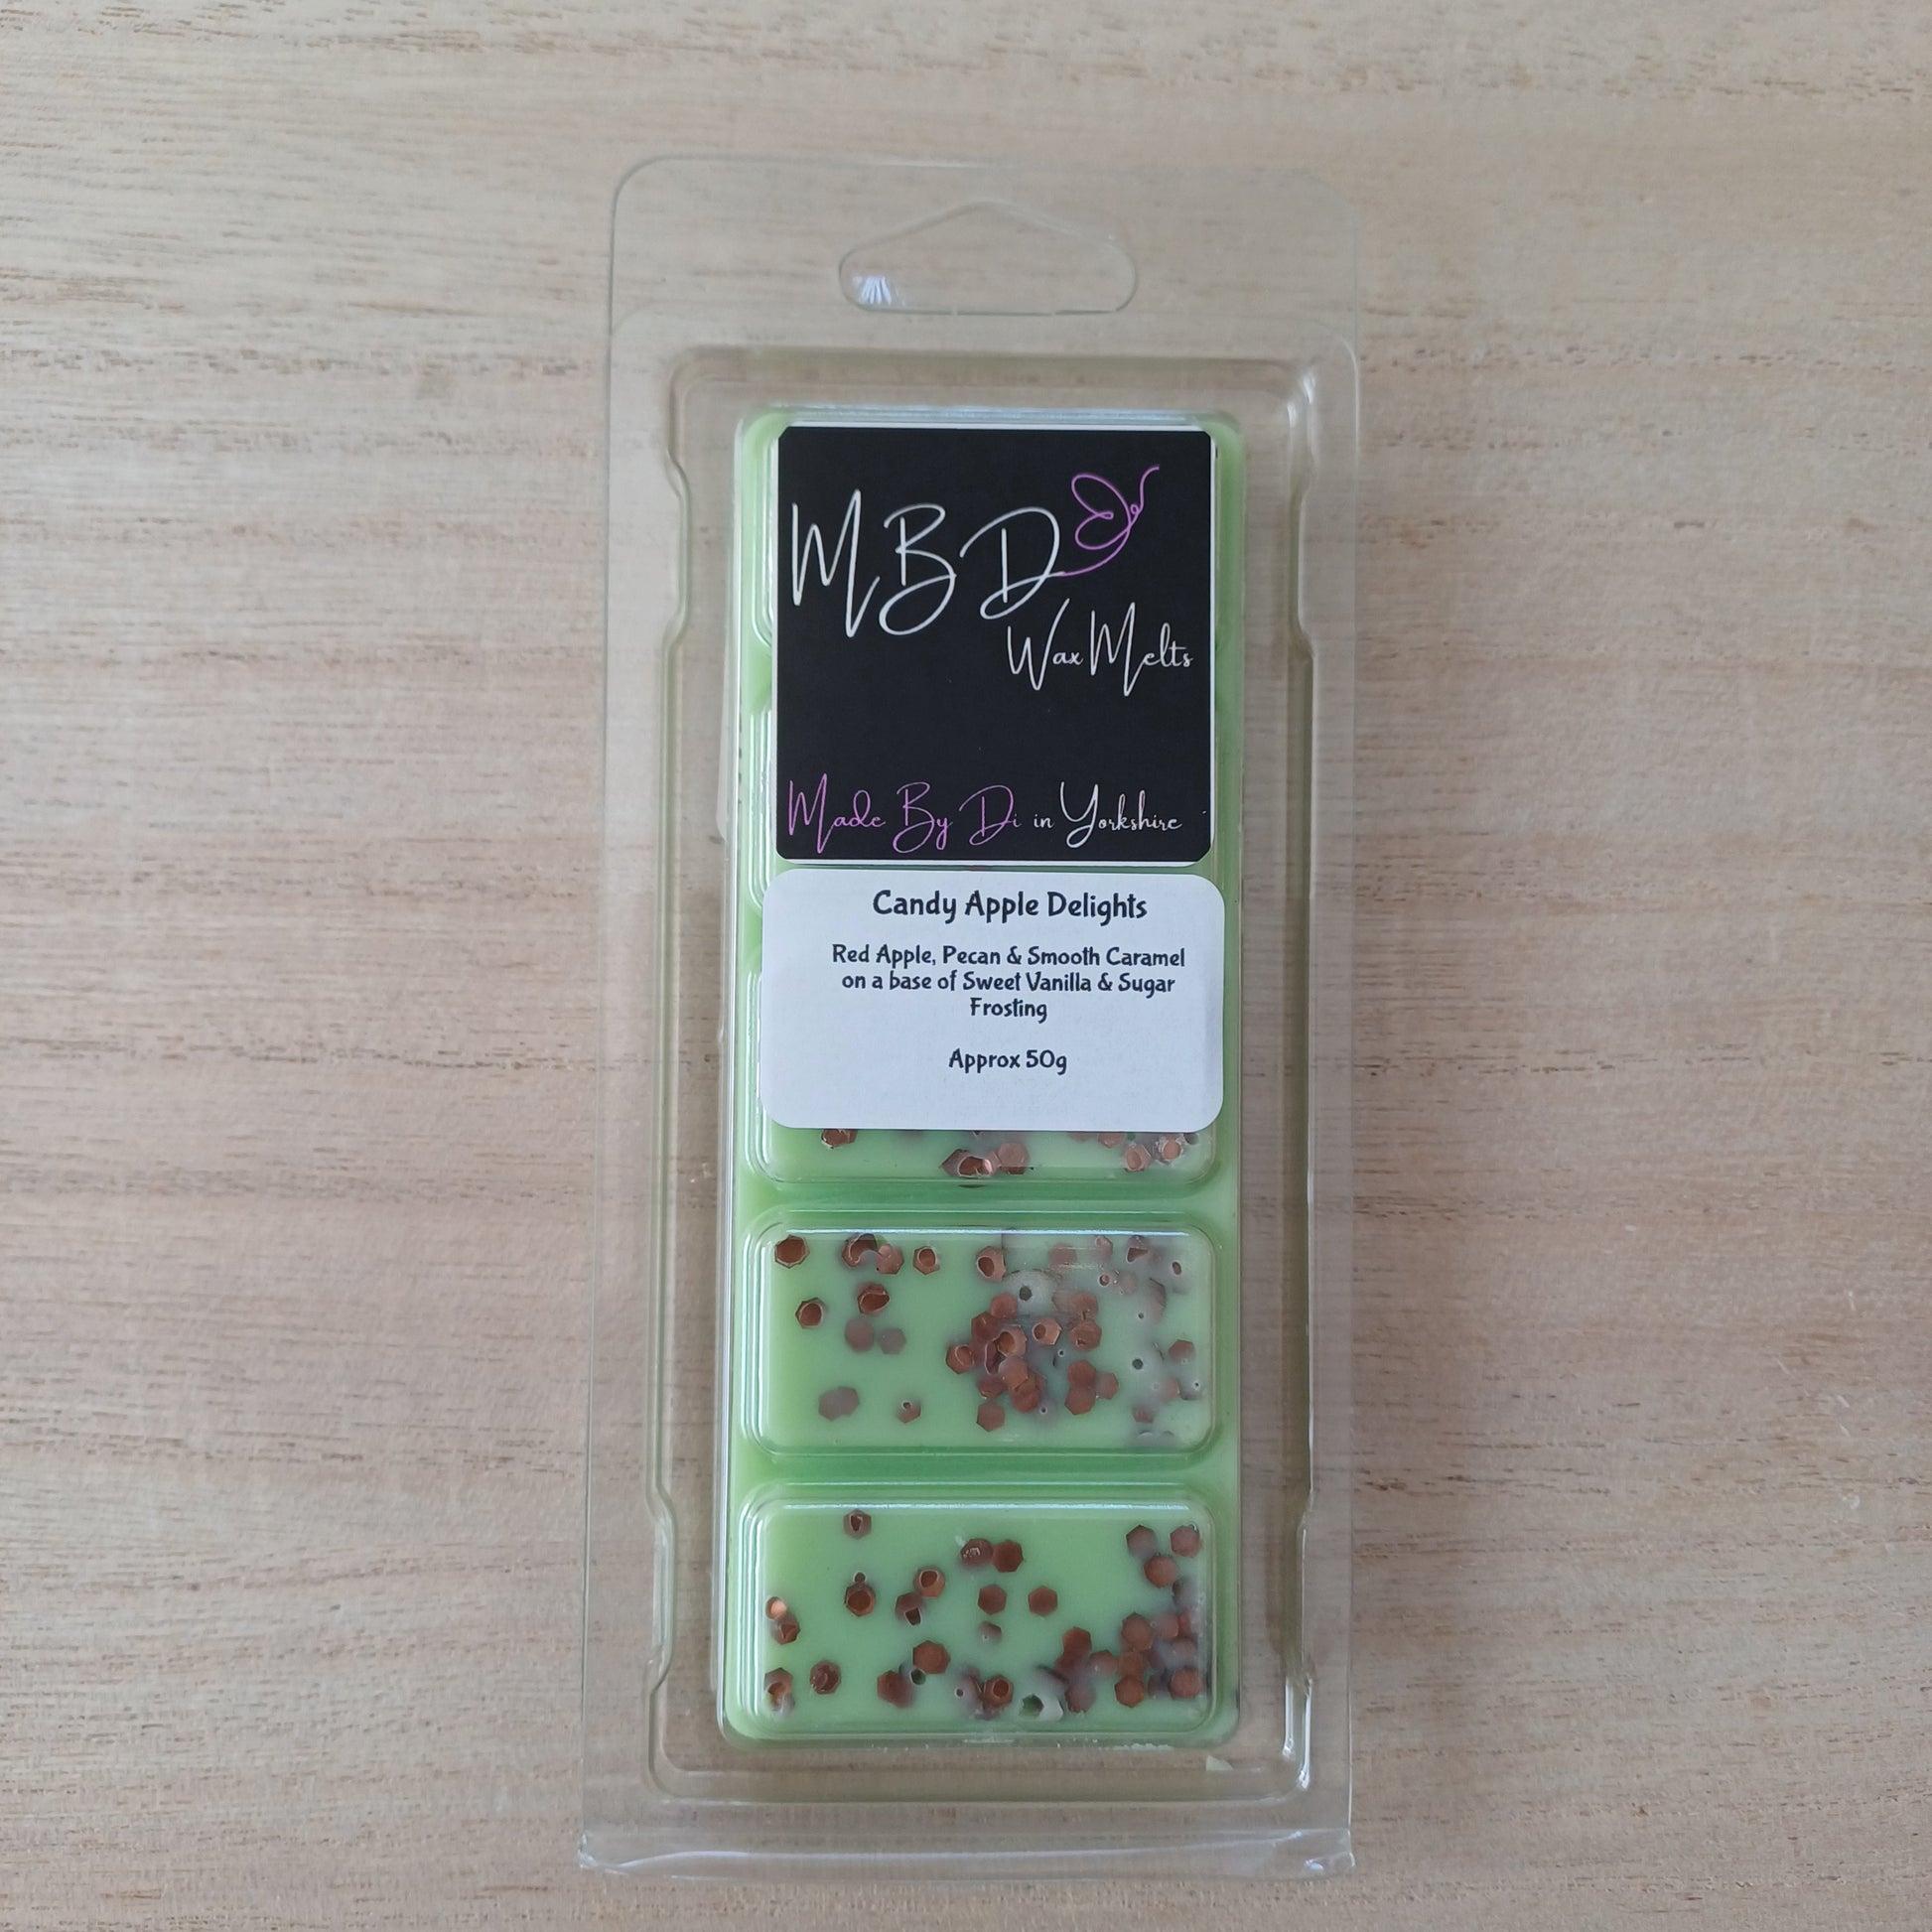 MBD
Wax Melts
Made By Di in Yorkshire
Candy Apple Delights
Red Apple, Pecan & Smooth Caramel
on a base of Sweet Vanilla & Sugar
Frosting
Approx 50g